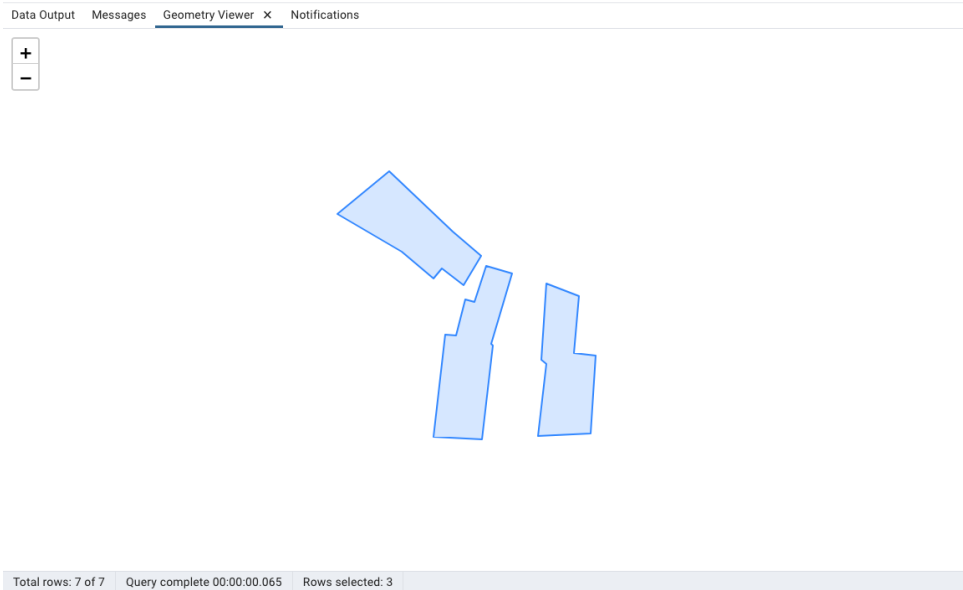 Data Output Messages Geometry Viewer × Notifications
+
−
Total rows: 7 of 7 Query complete 00:00:00.065 Rows selected: 3